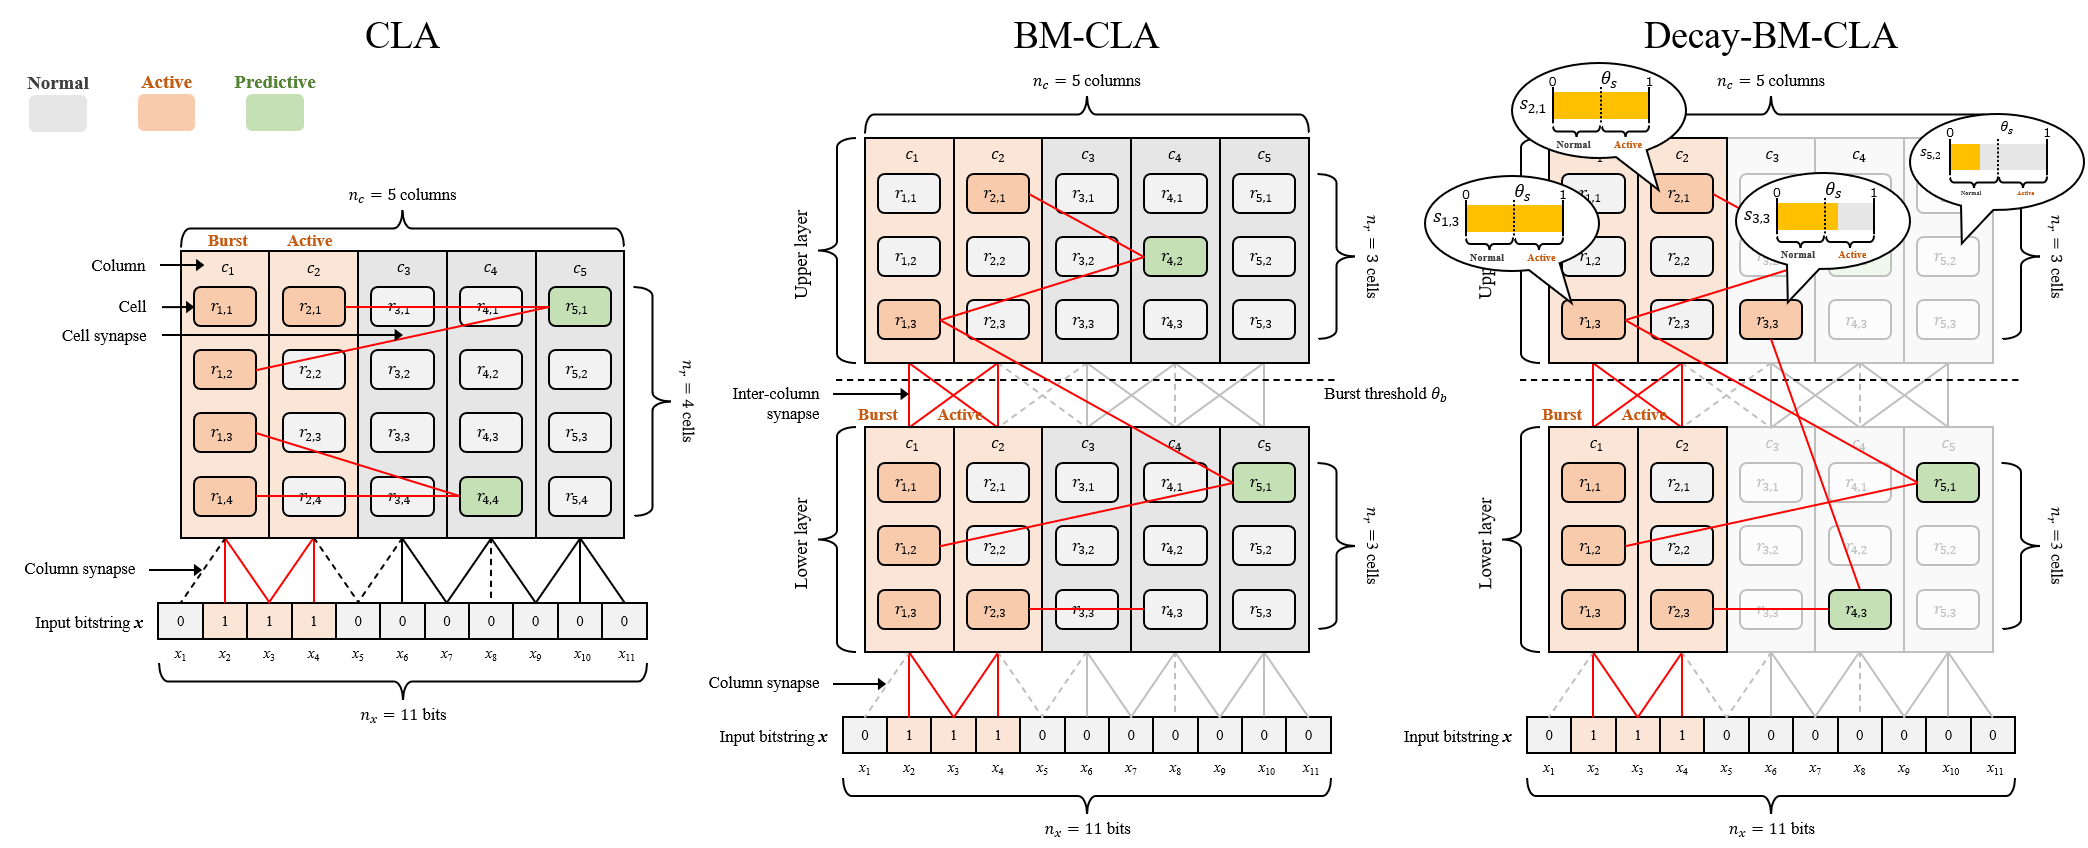 CLA
Normal Active Predictive
n_c = 5 columns
Burst Active
Column
c_1 c_2 c_3 c_4 c_5
Cell
r_{1,1} r_{2,1} r_{3,1} r_{4,1} r_{5,1}
Cell synapse
r_{1,2} r_{2,2} r_{3,2} r_{4,2} r_{5,2}
r_{1,3} r_{2,3} r_{3,3} r_{4,3} r_{5,3}
r_{1,4} r_{2,4} r_{3,4} r_{4,4} r_{5,4}
n_r = 4 cells
Column synapse
Input bitstring x 0 1 1 1 0 0 0 0 0 0 0
x_1 x_2 x_3 x_4 x_5 x_6 x_7 x_8 x_9 x_10 x_11
n_x = 11 bits
BM-CLA
n_c = 5 columns
Upper layer
c_1 c_2 c_3 c_4 c_5
r_{1,1} r_{2,1} r_{3,1} r_{4,1} r_{5,1}
r_{1,2} r_{2,2} r_{3,2} r_{4,2} r_{5,2}
r_{1,3} r_{2,3} r_{3,3} r_{4,3} r_{5,3}
n_r = 3 cells
Inter-column
synapse
Burst threshold θ_b
Burst Active
Lower layer
c_1 c_2 c_3 c_4 c_5
r_{1,1} r_{2,1} r_{3,1} r_{4,1} r_{5,1}
r_{1,2} r_{2,2} r_{3,2} r_{4,2} r_{5,2}
r_{1,3} r_{2,3} r_{3,3} r_{4,3} r_{5,3}
n_r =3 cells
Column synapse
Input bitstring x 0 1 1 1 0 0 0 0 0 0 0
x_1 x_2 x_3 x_4 x_5 x_6 x_7 x_8 x_9 x_10 x_11
n_x = 11 bits
Decay-BM-CLA
n_c = 5 columns
0 θ_s 1
s_{2,1}
Normal Active
0 θ_s 1
s_{5,2}
Normal Active
0 θ_s 1
s_{1,3}
Normal Active
0 θ_s 1
s_{3,3}
Normal Active
c_2 c_3 c_4
r_{2,1}
r_{1,2} r_{2,2} r_{5,2}
r_{1,3} r_{2,3} r_{3,3} r_{4,3} r_{5,3}
n_r = 3 cells
Burst Active
Lower layer
c_1 c_2 c_3 c_4 c_5
r_{1,1} r_{2,1} r_{3,1} r_{4,1} r_{5,1}
r_{1,2} r_{2,2} r_{3,2} r_{4,2} r_{5,2}
r_{1,3} r_{2,3} r_{3,3} r_{4,3} r_{5,3}
n_r =3 cells
Input bitstring x 0 1 1 1 0 0 0 0 0 0 0
x_1 x_2 x_3 x_4 x_5 x_6 x_7 x_8 x_9 x_10 x_11
n_x = 11 bits